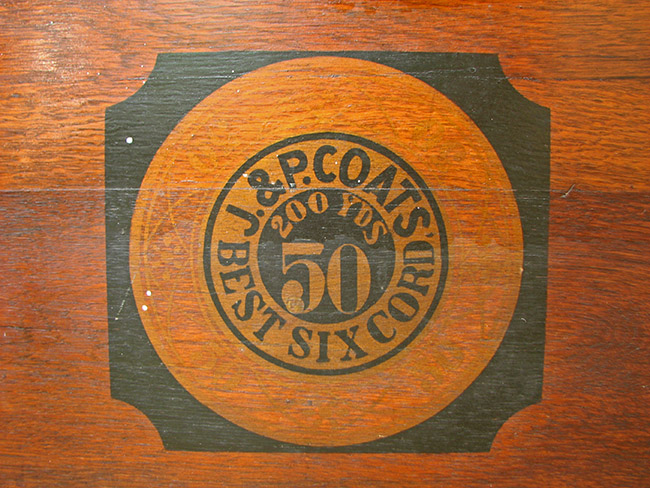 J.&P. COATS'
BEST SIX CORD
200 YDS
50